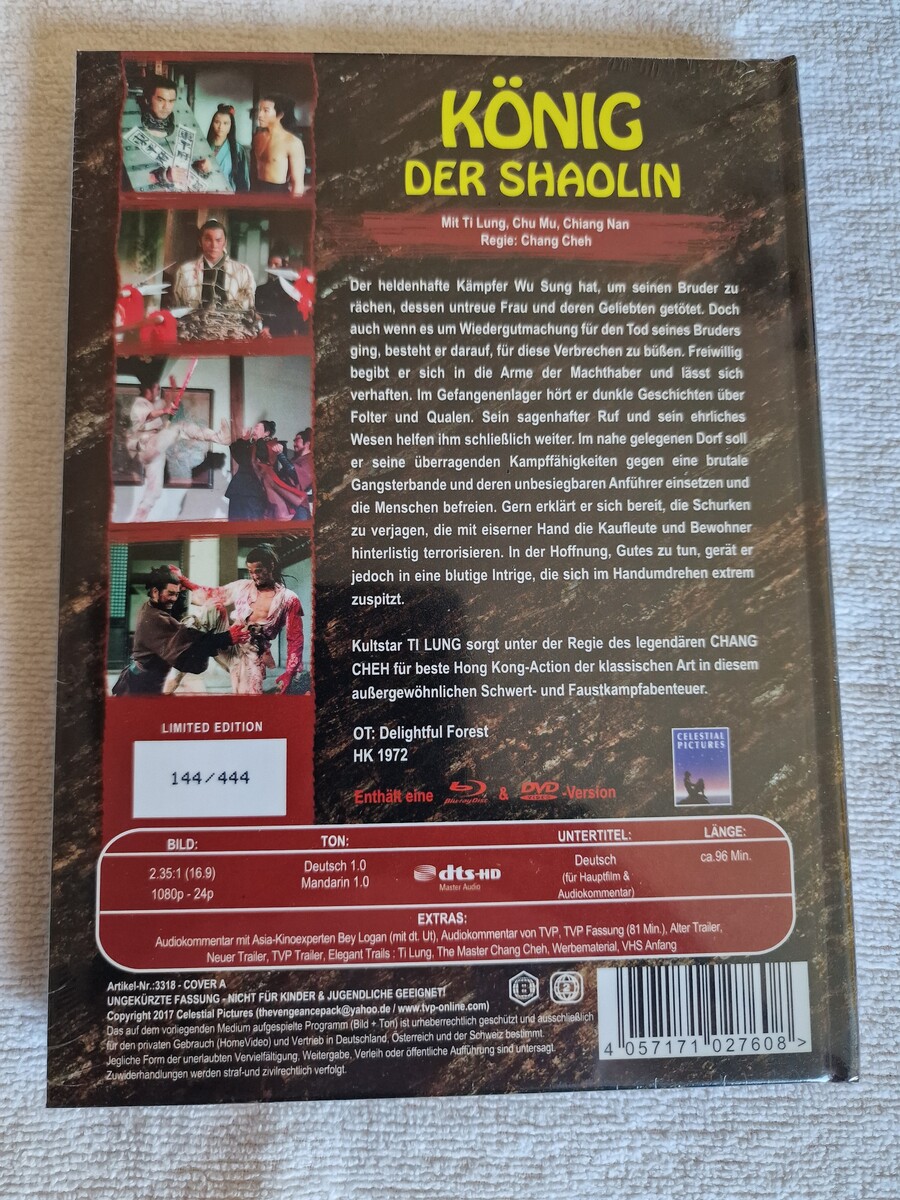 KÖNIG
DER SHAOLIN
Mit Ti Lung, Chu Mu, Chiang Nan
Regie: Chang Cheh
Der heldenhafte Kämpfer Wu Sung hat, um seinen Bruder zu
rächen, dessen untreue Frau und deren Geliebten getötet. Doch
auch wenn es um Wiedergutmachung für den Tod seines Bruders
ging, besteht er darauf, für diese Verbrechen zu büßen. Freiwillig
begibt er sich in die Arme der Machthaber und lässt sich
verhaften. Im Gefangenenlager hört er dunkle Geschichten über
Folter und Qualen. Sein sagenhafter Ruf und sein ehrliches
Wesen helfen ihm schließlich weiter. Im nahe gelegenen Dorf soll
er seine überragenden Kampffähigkeiten gegen eine brutale
Gangsterbande und deren unbesiegbaren Anführer einsetzen und
die Menschen befreien. Gern erklärt er sich bereit, die Schurken
zu verjagen, die mit eiserner Hand die Kaufleute und Bewohner
hinterlistig terrorisieren. In der Hoffnung, Gutes zu tun, gerät er
jedoch in eine blutige Intrige, die sich im Handumdrehen extrem
zuspitzt.
Kultstar TI LUNG sorgt unter der Regie des legendären CHANG
CHEH für beste Hong Kong-Action der klassischen Art in diesem
außergewöhnlichen Schwert- und Faustkampfabenteuer.
LIMITED EDITION
144/444
OT: Delightful Forest
HK 1972
CELESTIAL
PICTURES
Enthält eine Blu-ray Disc & DVD VIDEO -Version
BILD:
2.35:1 (16.9)
1080p - 24p
TON:
Deutsch 1.0
Mandarin 1.0
dts-HD
Master Audio
UNTERTITEL:
Deutsch
(für Hauptfilm &
Audiokommentar)
LÄNGE:
ca.96 Min.
EXTRAS:
Audiokommentar mit Asia-Kinoexperten Bey Logan (mit dt. Ut), Audiokommentar von TVP, TVP Fassung (81 Min.), Alter Trailer,
Neuer Trailer, TVP Trailer, Elegant Trails : Ti Lung, The Master Chang Cheh, Werbematerial, VHS Anfang
Artikel-Nr.:3318 - COVER A
UNGEKÜRZTE FASSUNG - NICHT FÜR KINDER & JUGENDLICHE GEEIGNET!
Copyright 2017 Celestial Pictures (thevengeancepack@yahoo.de / www.tvp-online.com)
Das auf dem vorliegenden Medium aufgespielte Programm (Bild + Ton) ist urheberrechtlich geschützt und ausschließlich
für den privaten Gebrauch (HomeVideo) und Vertrieb in Deutschland, Österreich und der Schweiz bestimmt.
Jegliche Form der unerlaubten Vervielfältigung, Weitergabe, Verleih oder öffentliche Aufführung sind untersagt.
Zuwiderhandlungen werden straf-und zivilrechtlich verfolgt.
B
2
4 057171 027608 >